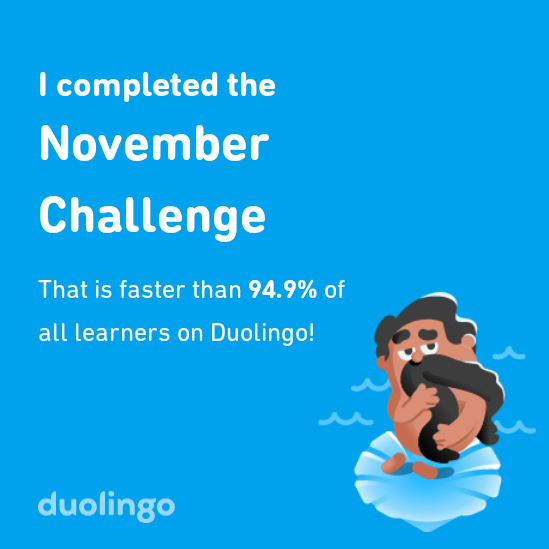 I completed the
November
Challenge
That is faster than 94.9% of
all learners on Duolingo!
duolingo